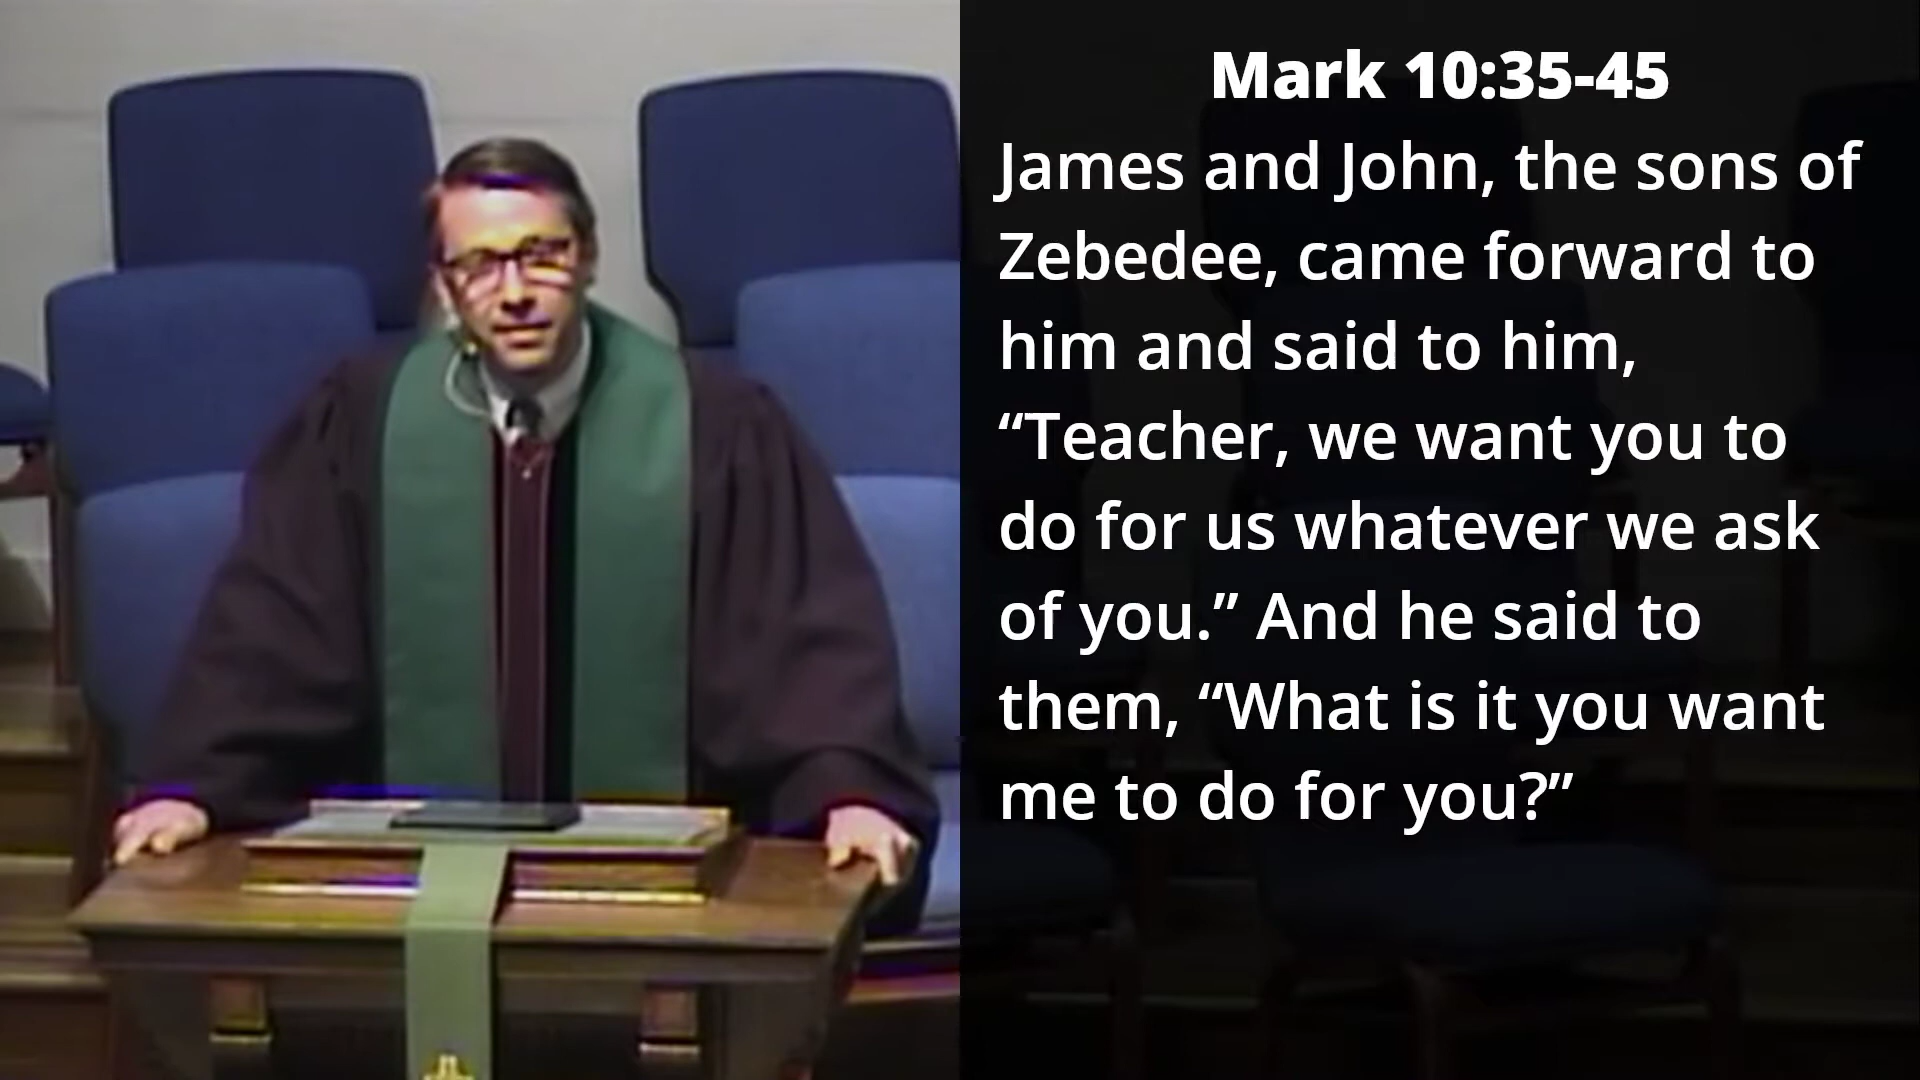 Mark 10:35-45
James and John, the sons of
Zebedee, came forward to
him and said to him,
“Teacher, we want you to
do for us whatever we ask
of you.” And he said to
them, “What is it you want
me to do for you?”